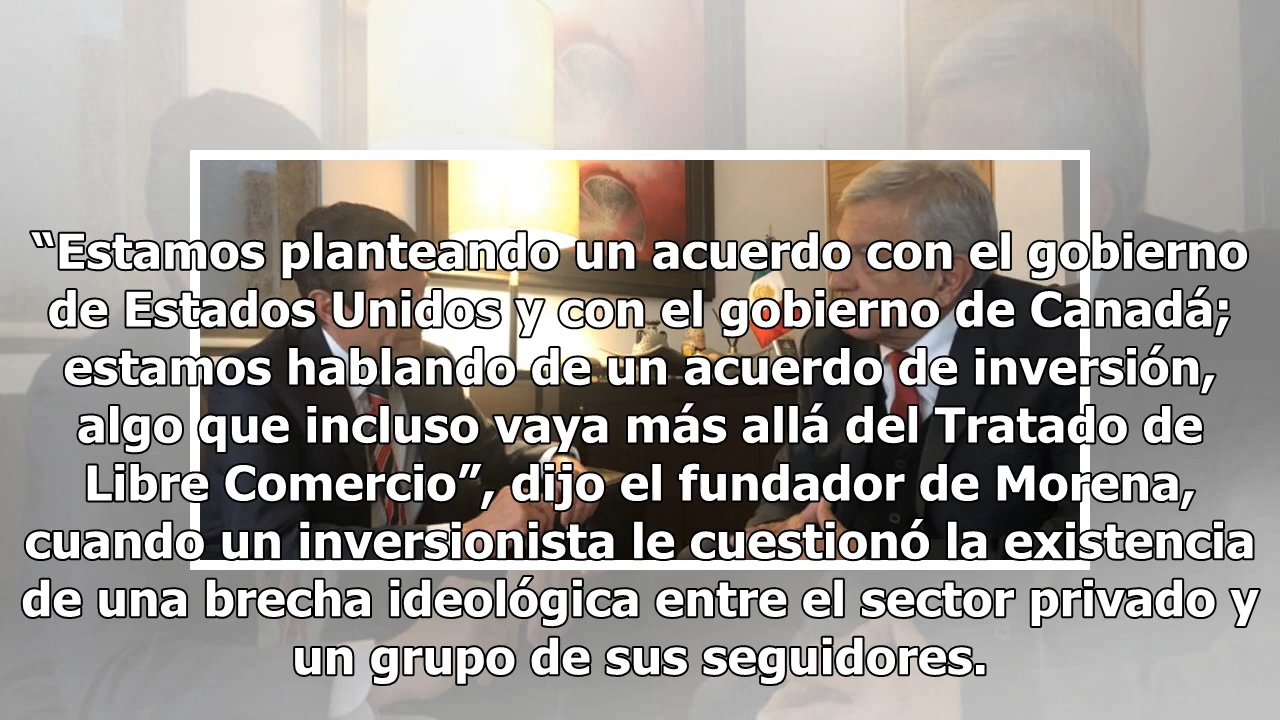 “Estamos planteando un acuerdo con el gobierno
de Estados Unidos y con el gobierno de Canadá;
estamos hablando de un acuerdo de inversión,
algo que incluso vaya más allá del Tratado de
Libre Comercio”, dijo el fundador de Morena,
cuando un inversionista le cuestionó la existencia
de una brecha ideológica entre el sector privado y
un grupo de sus seguidores.